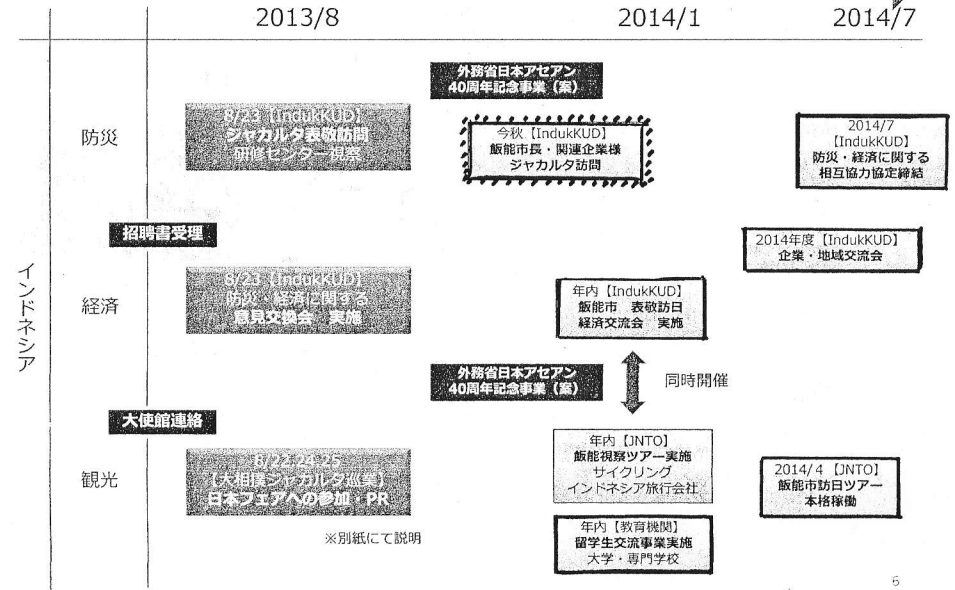 2013/8
2014/1
2014/7
インドネシア
防災
外務省日本アセアン
40周年記念事業（案）
8/23【IndukKUD】
ジャカルタ表敬訪問
研修センター視察
今秋【IndukKUD】
飯能市長・関連企業様
ジャカルタ訪問
2014/7
【IndukKUD】
防災・経済に関する
相互協力協定締結
招聘書受理
経済
8/23【IndukKUD】
防災・経済に関する
意見交換会　実施
年内【IndukKUD】
飯能市　表敬訪日
経済交流会　実施
2014年度【IndukKUD】
企業・地域交流会
外務省日本アセアン
40周年記念事業（案）
同時開催
大使館連絡
観光
8/22-24-25
【大相撲ジャカルタ巡業】
日本フェアへの参加・PR
※別紙にて説明
年内【JNTO】
飯能視察ツアー実施
サイクリング
インドネシア旅行会社
年内【教育機関】
留学生交流事業実施
大学・専門学校
2014/4【JNTO】
飯能市訪日ツアー
本格稼働
6